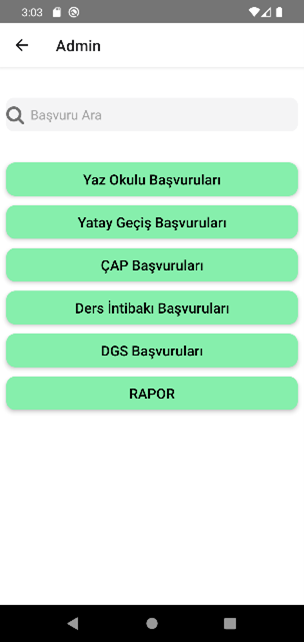 3:03
Admin
Başvuru Ara
Yaz Okulu Başvuruları
Yatay Geçiş Başvuruları
ÇAP Başvuruları
Ders İntibakı Başvuruları
DGS Başvuruları
RAPOR